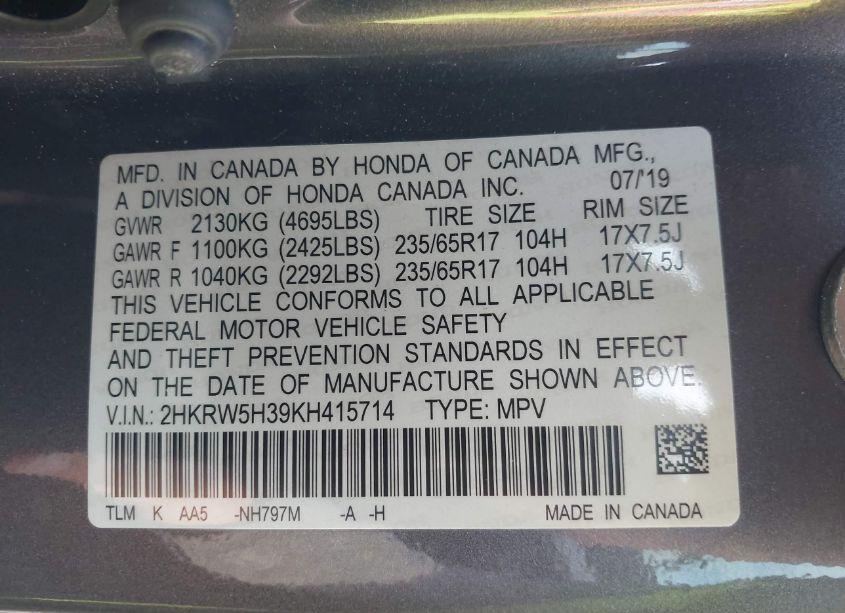 MFD. IN CANADA BY HONDA OF CANADA MFG.,
A DIVISION OF HONDA CANADA INC. 07/'19
GVWR 2130KG (4695LBS) TIRE SIZE RIM SIZE
GAWR F 1100KG (2425LBS) 235/65R17 104H 17X7.5J
GAWR R 1040KG (2292LBS) 235/65R17 104H 17X7.5J
THIS VEHICLE CONFORMS TO ALL APPLICABLE
FEDERAL MOTOR VEHICLE SAFETY
AND THEFT PREVENTION STANDARDS IN EFFECT
ON THE DATE OF MANUFACTURE SHOWN ABOVE.
V.I.N.: 2HKRW5H39KH415714 TYPE: MPV
TLM K AA5 -NH797M -A -H MADE IN CANADA